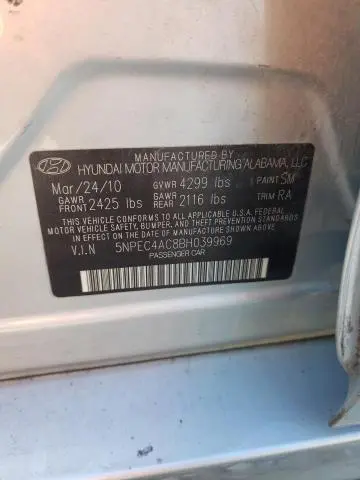 MANUFACTURED BY
HYUNDAI MOTOR MANUFACTURING ALABAMA, LLC
Mar/24/10 GVWR 4299 lbs PAINT SM
GAWR FRONT 2425 lbs GAWR REAR 2116 lbs TRIM RA
THIS VEHICLE CONFORMS TO ALL APPLICABLE U.S.A. FEDERAL
MOTOR VEHICLE SAFETY, BUMPER, AND THEFT PREVENTION STANDARDS
IN EFFECT ON THE DATE OF MANUFACTURE SHOWN ABOVE.
V.I.N 5NPEC4AC8BH039969
PASSENGER CAR